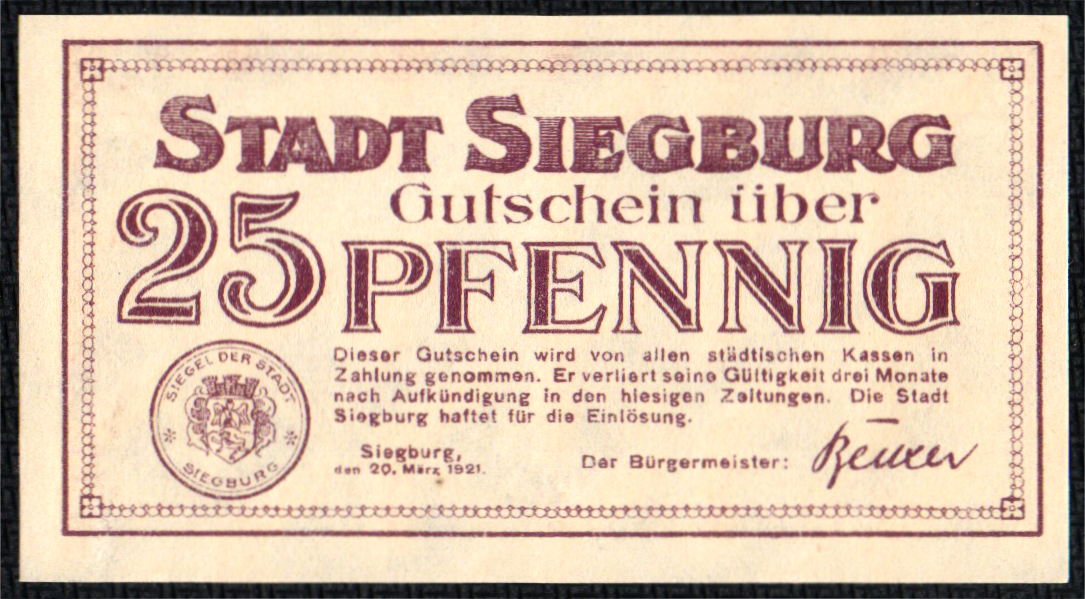 STADT SIEGBURG
Gutschein über
25 PFENNIG
Dieser Gutschein wird von allen städtischen Kassen in
Zahlung genommen. Er verliert seine Gültigkeit drei Monate
nach Aufkündigung in den hiesigen Zeitungen. Die Stadt
Siegburg haftet für die Einlösung.
SIEGEL DER STADT
SIEGBURG
Siegburg,
den 20. März 1921.
Der Bürgermeister: